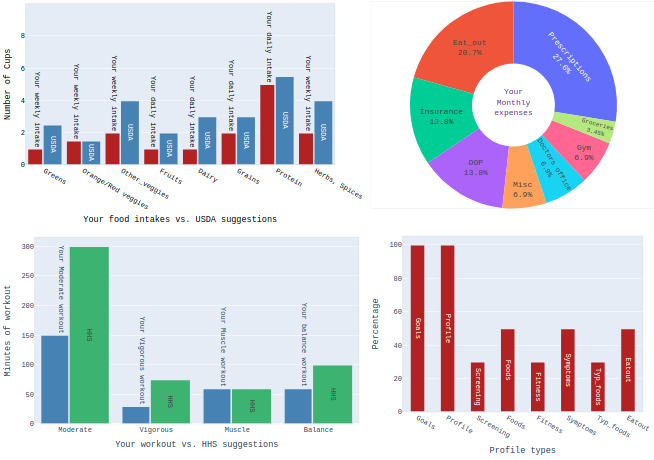 Number of Cups
8
6
4
2
0
Your weekly intake
USDA
Your weekly intake
USDA
Your weekly intake
USDA
Your daily intake
USDA
Your daily intake
USDA
Your daily intake
USDA
Your daily intake
USDA
Your weekly intake
USDA
Greens
Orange/Red veggies
Other_veggies
Fruits
Dairy
Grains
Protein
Herbs, Spices
Your food intakes vs. USDA suggestions
Prescriptions
27.6%
Eat_out
20.7%
Insurance
13.8%
OOP
13.8%
Misc
6.9%
Doctors office
6.9%
Gym
6.9%
Groceries
3.45%
Your
Monthly
expenses
Minutes of workout
300
250
200
150
100
50
0
Your Moderate workout
HHS
Your Vigorous workout
HHS
Your Muscle workout
HHS
Your balance workout
HHS
Moderate
Vigorous
Muscle
Balance
Your workout vs. HHS suggestions
Percentage
100
80
60
40
20
0
Goals
Profile
Screening
Foods
Fitness
Symptoms
Typ_foods
Eatout
Goals
Profile
Screening
Foods
Fitness
Symptoms
Typ_foods
Eatout
Profile types